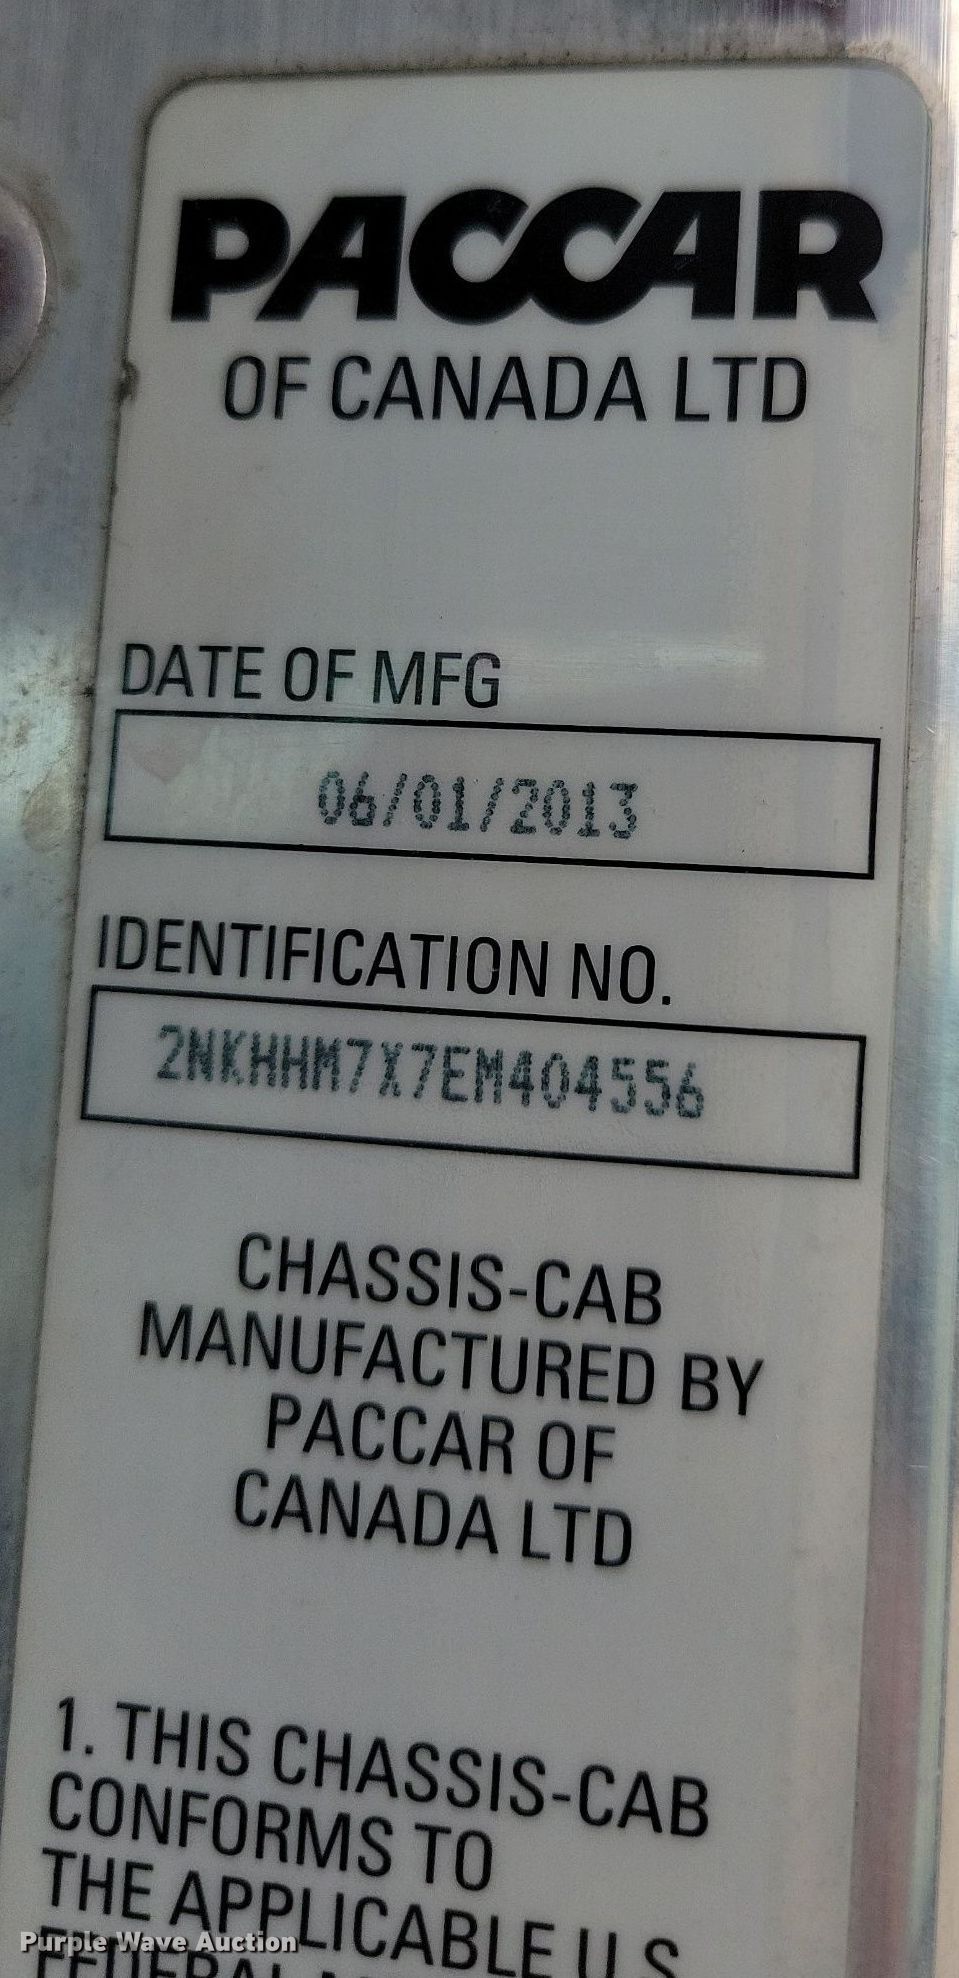 PACCAR
OF CANADA LTD
DATE OF MFG
06/01/2013
IDENTIFICATION NO.
2NKHHM7X7EM404556
CHASSIS-CAB
MANUFACTURED BY
PACCAR OF
CANADA LTD
1. THIS CHASSIS-CAB
CONFORMS TO
THE APPLICABLE U.S.
FEDERAL
Purple Wave Auction